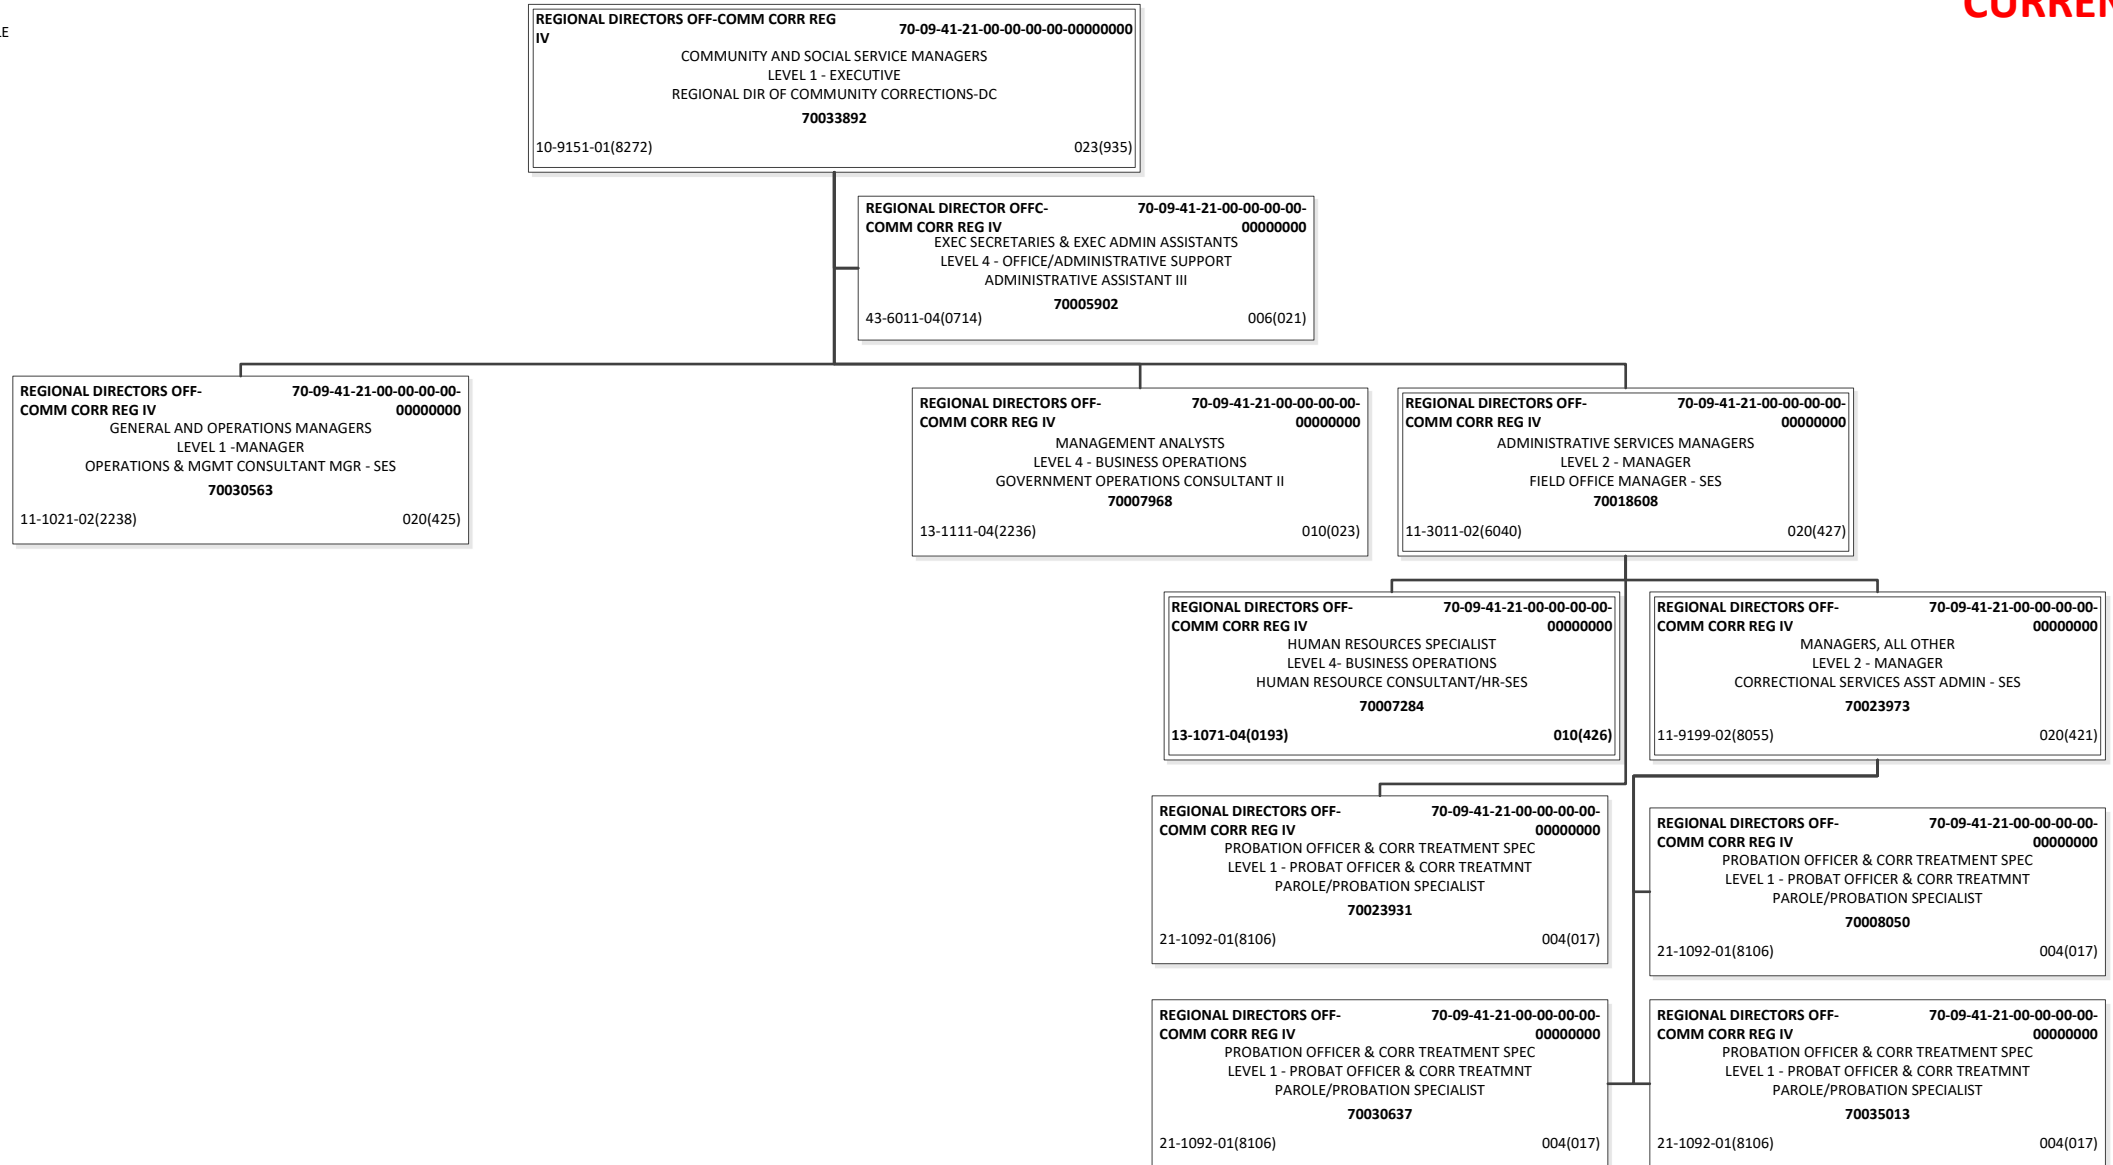 CURREN
LE
REGIONAL DIRECTORS OFF-COMM CORR REG IV 70-09-41-21-00-00-00-00-00000000
COMMUNITY AND SOCIAL SERVICE MANAGERS
LEVEL 1 - EXECUTIVE
REGIONAL DIR OF COMMUNITY CORRECTIONS-DC
70033892
10-9151-01(8272) 023(935)
REGIONAL DIRECTOR OFFC- 70-09-41-21-00-00-00-00-
COMM CORR REG IV 00000000
EXEC SECRETARIES & EXEC ADMIN ASSISTANTS
LEVEL 4 - OFFICE/ADMINISTRATIVE SUPPORT
ADMINISTRATIVE ASSISTANT III
70005902
43-6011-04(0714) 006(021)
REGIONAL DIRECTORS OFF- 70-09-41-21-00-00-00-00-
COMM CORR REG IV 00000000
GENERAL AND OPERATIONS MANAGERS
LEVEL 1 -MANAGER
OPERATIONS & MGMT CONSULTANT MGR - SES
70030563
11-1021-02(2238) 020(425)
REGIONAL DIRECTORS OFF- 70-09-41-21-00-00-00-00-
COMM CORR REG IV 00000000
MANAGEMENT ANALYSTS
LEVEL 4 - BUSINESS OPERATIONS
GOVERNMENT OPERATIONS CONSULTANT II
70007968
13-1111-04(2236) 010(023)
REGIONAL DIRECTORS OFF- 70-09-41-21-00-00-00-00-
COMM CORR REG IV 00000000
ADMINISTRATIVE SERVICES MANAGERS
LEVEL 2 - MANAGER
FIELD OFFICE MANAGER - SES
70018608
11-3011-02(6040) 020(427)
REGIONAL DIRECTORS OFF- 70-09-41-21-00-00-00-00-
COMM CORR REG IV 00000000
HUMAN RESOURCES SPECIALIST
LEVEL 4- BUSINESS OPERATIONS
HUMAN RESOURCE CONSULTANT/HR-SES
70007284
13-1071-04(0193) 010(426)
REGIONAL DIRECTORS OFF- 70-09-41-21-00-00-00-00-
COMM CORR REG IV 00000000
MANAGERS, ALL OTHER
LEVEL 2 - MANAGER
CORRECTIONAL SERVICES ASST ADMIN - SES
70023973
11-9199-02(8055) 020(421)
REGIONAL DIRECTORS OFF- 70-09-41-21-00-00-00-00-
COMM CORR REG IV 00000000
PROBATION OFFICER & CORR TREATMENT SPEC
LEVEL 1 - PROBAT OFFICER & CORR TREATMNT
PAROLE/PROBATION SPECIALIST
70023931
21-1092-01(8106) 004(017)
REGIONAL DIRECTORS OFF- 70-09-41-21-00-00-00-00-
COMM CORR REG IV 00000000
PROBATION OFFICER & CORR TREATMENT SPEC
LEVEL 1 - PROBAT OFFICER & CORR TREATMNT
PAROLE/PROBATION SPECIALIST
70008050
21-1092-01(8106) 004(017)
REGIONAL DIRECTORS OFF- 70-09-41-21-00-00-00-00-
COMM CORR REG IV 00000000
PROBATION OFFICER & CORR TREATMENT SPEC
LEVEL 1 - PROBAT OFFICER & CORR TREATMNT
PAROLE/PROBATION SPECIALIST
70030637
21-1092-01(8106) 004(017)
REGIONAL DIRECTORS OFF- 70-09-41-21-00-00-00-00-
COMM CORR REG IV 00000000
PROBATION OFFICER & CORR TREATMENT SPEC
LEVEL 1 - PROBAT OFFICER & CORR TREATMNT
PAROLE/PROBATION SPECIALIST
70035013
21-1092-01(8106) 004(017)